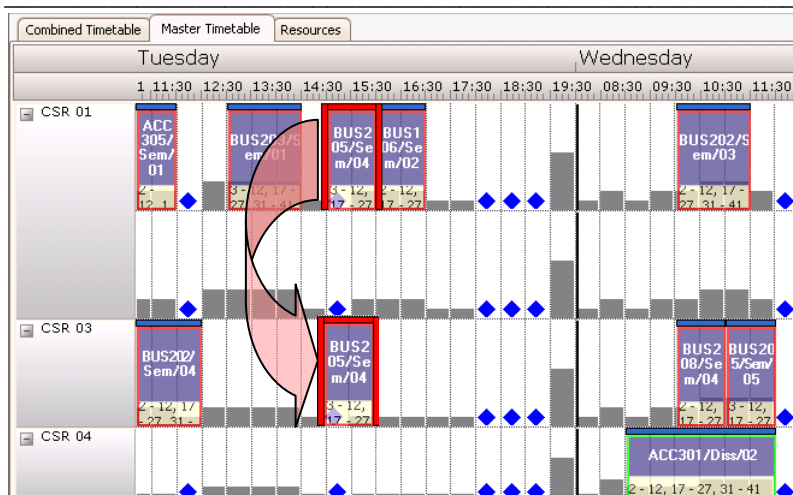 Combined Timetable Master Timetable Resources
Tuesday Wednesday
1 11:30 12:30 13:30 14:30 15:30 16:30 17:30 18:30 19:30 08:30 09:30 10:30 11:30
CSR 01
ACC
305/
Sem/
01
2 -
12, 1
BUS203/S
em/01
3 - 12, 17 -
27, 31 - 41
BUS2
05/Se
m/04
3 - 12,
17 - 27
BUS1
06/Se
m/02
2 - 12,
17 - 27
BUS202/S
em/03
2 - 12, 17 -
27, 31 - 41
CSR 03
BUS202/
Sem/04
2 - 12, 17
- 27, 31 -
BUS2
05/Se
m/04
3 - 12,
17 - 27
BUS2
08/Se
m/04
2 - 12,
17 - 27
BUS20
5/Sem/
05
3 - 12,
17 - 27
CSR 04
ACC301/Diss/02
2 - 12, 17 - 27, 31 - 41